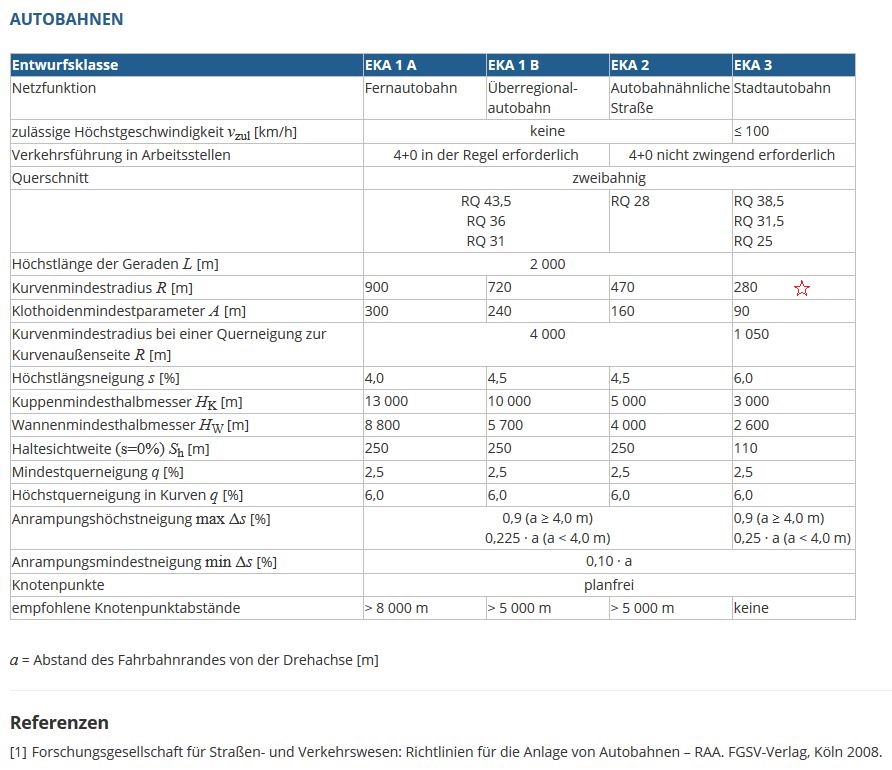 AUTOBAHNEN
Entwurfsklasse EKA 1 A EKA 1 B EKA 2 EKA 3
Netzfunktion Fernautobahn Überregional- Autobahnähnliche Stadtautobahn
autobahn Straße
zulässige Höchstgeschwindigkeit vzul [km/h] keine ≤ 100
Verkehrsführung in Arbeitsstellen 4+0 in der Regel erforderlich 4+0 nicht zwingend erforderlich
Querschnitt zweibahnig
RQ 43,5 RQ 28 RQ 38,5
RQ 36 RQ 31,5
RQ 31 RQ 25
Höchstlänge der Geraden L [m] 2 000
Kurvenmindestradius R [m] 900 720 470 280
Klothoidenmindestparameter A [m] 300 240 160 90
Kurvenmindestradius bei einer Querneigung zur 4 000 1 050
Kurvenaußenseite R [m]
Höchstlängsneigung s [%] 4,0 4,5 4,5 6,0
Kuppenmindesthalbmesser HK [m] 13 000 10 000 5 000 3 000
Wannenmindesthalbmesser HW [m] 8 800 5 700 4 000 2 600
Haltesichtweite (s=0%) Sh [m] 250 250 250 110
Mindestquerneigung q [%] 2,5 2,5 2,5 2,5
Höchstquerneigung in Kurven q [%] 6,0 6,0 6,0 6,0
Anrampungshöchstneigung max Δs [%] 0,9 (a ≥ 4,0 m) 0,9 (a ≥ 4,0 m)
0,225 · a (a < 4,0 m) 0,25 · a (a < 4,0 m)
Anrampungsmindestneigung min Δs [%] 0,10 · a
Knotenpunkte planfrei
empfohlene Knotenpunktabstände > 8 000 m > 5 000 m > 5 000 m keine
a = Abstand des Fahrbahnrandes von der Drehachse [m]
Referenzen
[1] Forschungsgesellschaft für Straßen- und Verkehrswesen: Richtlinien für die Anlage von Autobahnen – RAA. FGSV-Verlag, Köln 2008.